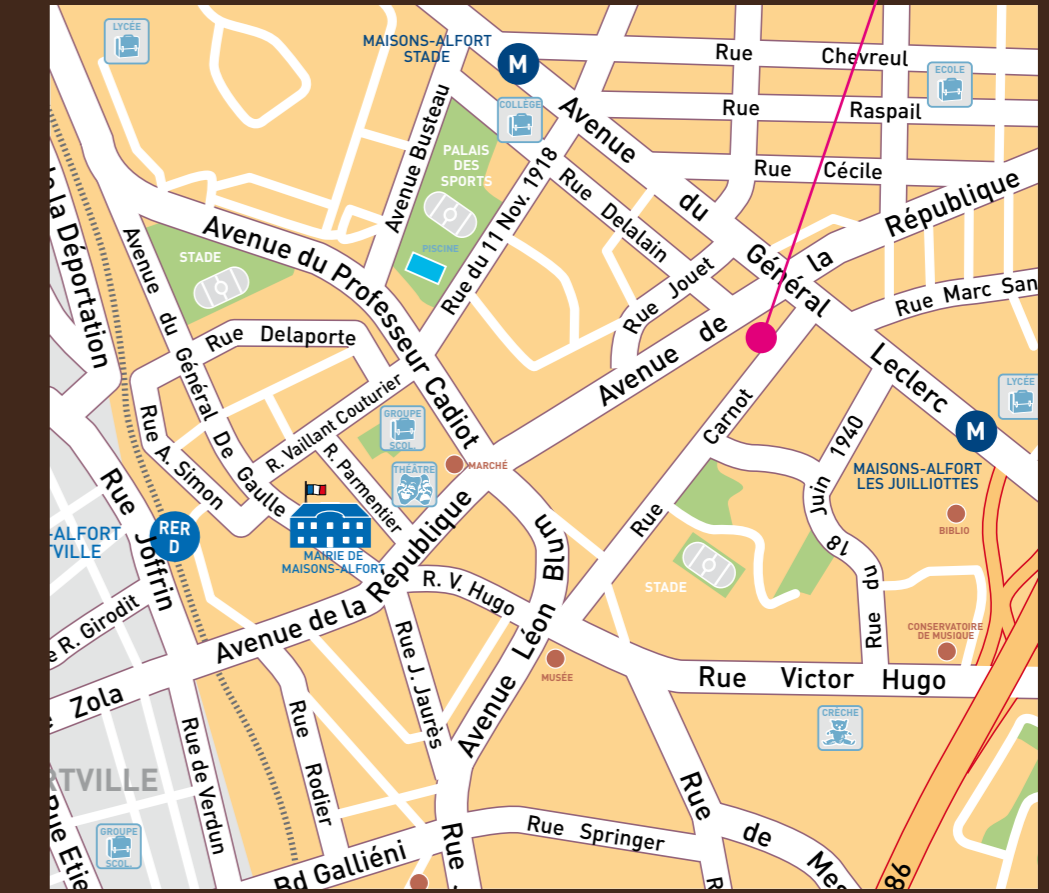 LYCÉE
MAISONS-ALFORT
STADE
M
COLLÈGE
Rue Chevreul
ECOLE
Rue Raspail
Rue Cécile
Avenue du Général Leclerc
Avenue Busteau
PALAIS
DES
SPORTS
PISCINE
Rue du 11 Nov. 1918
Rue Delalain
Rue Jouet
Avenue de la République
Rue Marc San
LYCÉE
de la Déportation
Avenue du Général De Gaulle
STADE
Avenue du Professeur Cadiot
Rue Delaporte
R. Vaillant Couturier
R. Parmentier
Rue A. Simon
GROUPE
SCOL.
MARCHÉ
THÉÂTRE
Rue Carnot
Rue du 18 Juin 1940
M
MAISONS-ALFORT
LES JUILLIOTTES
BIBLIO
STADE
CONSERVATOIRE
DE MUSIQUE
Rue Joffrin
-ALFORT
TVILLE
RER
D
MAIRIE DE
MAISONS-ALFORT
Avenue de la République
R. V. Hugo
Avenue Léon Blum
MUSÉE
Rue Victor Hugo
CRÈCHE
e R. Girodit
Zola
Rue J. Jaurès
Rue de Verdun
Rue Rodier
RTVILLE
Rue Etie
GROUPE
SCOL.
Bd Galliéni
Rue
Rue Springer
Rue de Mes
R
86